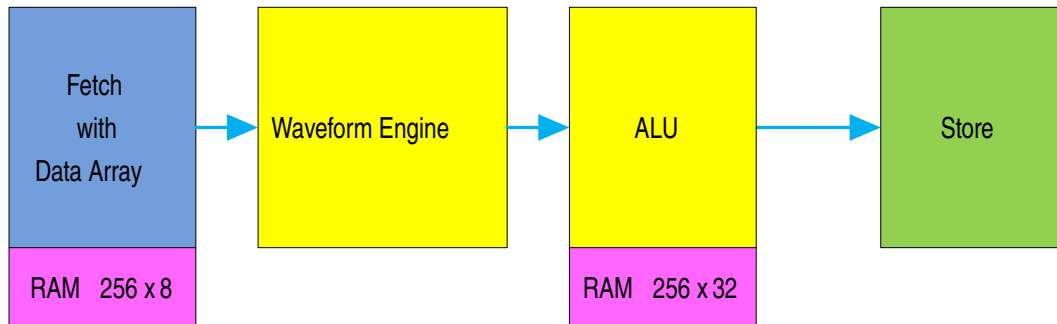 Fetch
with
Data Array
Waveform Engine
ALU
Store
RAM 256 x 8
RAM 256 x 32